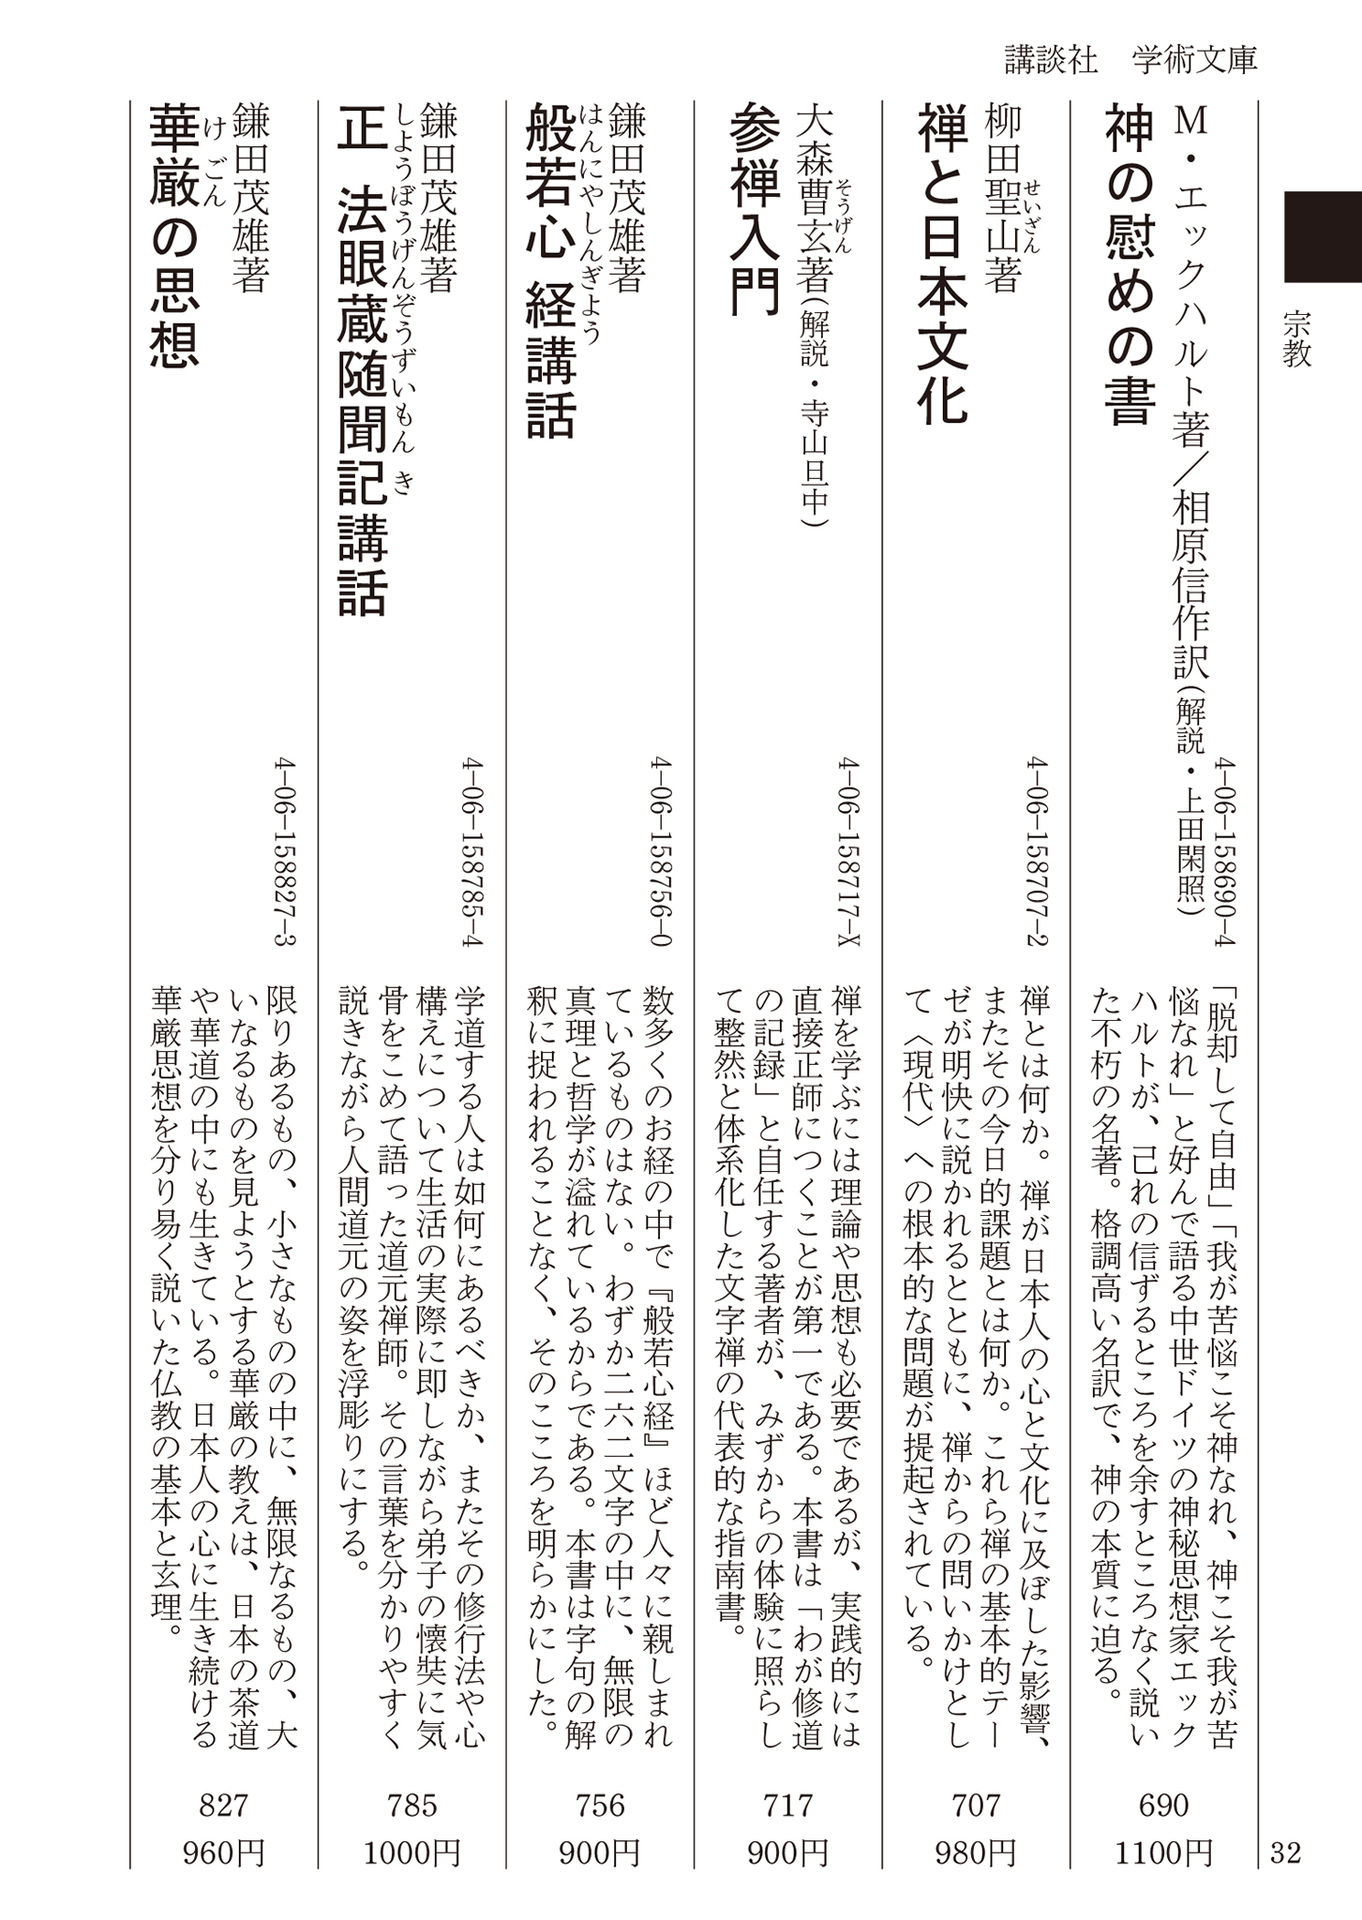 講談社　学術文庫
宗教
M・エックハルト著／相原信作訳(解説・上田閑照)
神の慰めの書
4-06-158690-4
「脱却して自由」「我が苦悩こそ神なれ、神こそ我が苦
悩なれ」と好んで語る中世ドイツの神秘思想家エック
ハルトが、己れの信ずるところを余すところなく説い
た不朽の名著。格調高い名訳で、神の本質に迫る。
690
1100円
柳田聖山著
せいざん
禅と日本文化
4-06-158707-2
禅とは何か。禅が日本人の心と文化に及ぼした影響、
またその今日的課題とは何か。これら禅の基本的テー
ゼが明快に説かれるとともに、禅からの問いかけとし
て〈現代〉への根本的な問題が提起されている。
707
980円
大森曹玄著(解説・寺山旦中)
そうげん
参禅入門
4-06-158717-X
禅を学ぶには理論や思想も必要であるが、実践的には
直接正師につくことが第一である。本書は「わが修道
の記録」と自任する著者が、みずからの体験に照らし
て整然と体系化した文字禅の代表的な指南書。
717
900円
鎌田茂雄著
はんにやしんぎよう
般若心経講話
4-06-158756-0
数多くのお経の中で『般若心経』ほど人々に親しまれ
ているものはない。わずか二六二文字の中に、無限の
真理と哲学が溢れているからである。本書は字句の解
釈に捉われることなく、そのこころを明らかにした。
756
900円
鎌田茂雄著
しようぼうげんぞうずいもんき
正法眼蔵随聞記講話
4-06-158785-4
学道する人は如何にあるべきか、またその修行法や心
構えについて生活の実際に即しながら弟子の懐奘に気
骨をこめて語った道元禅師。その言葉を分かりやすく
説きながら人間道元の姿を浮彫りにする。
785
1000円
鎌田茂雄著
けごん
華厳の思想
4-06-158827-3
限りあるもの、小さなものの中に、無限なるもの、大
いなるものを見ようとする華厳の教えは、日本の茶道
や華道の中にも生きている。日本人の心に生き続ける
華厳思想を分り易く説いた仏教の基本と玄理。
827
960円
32